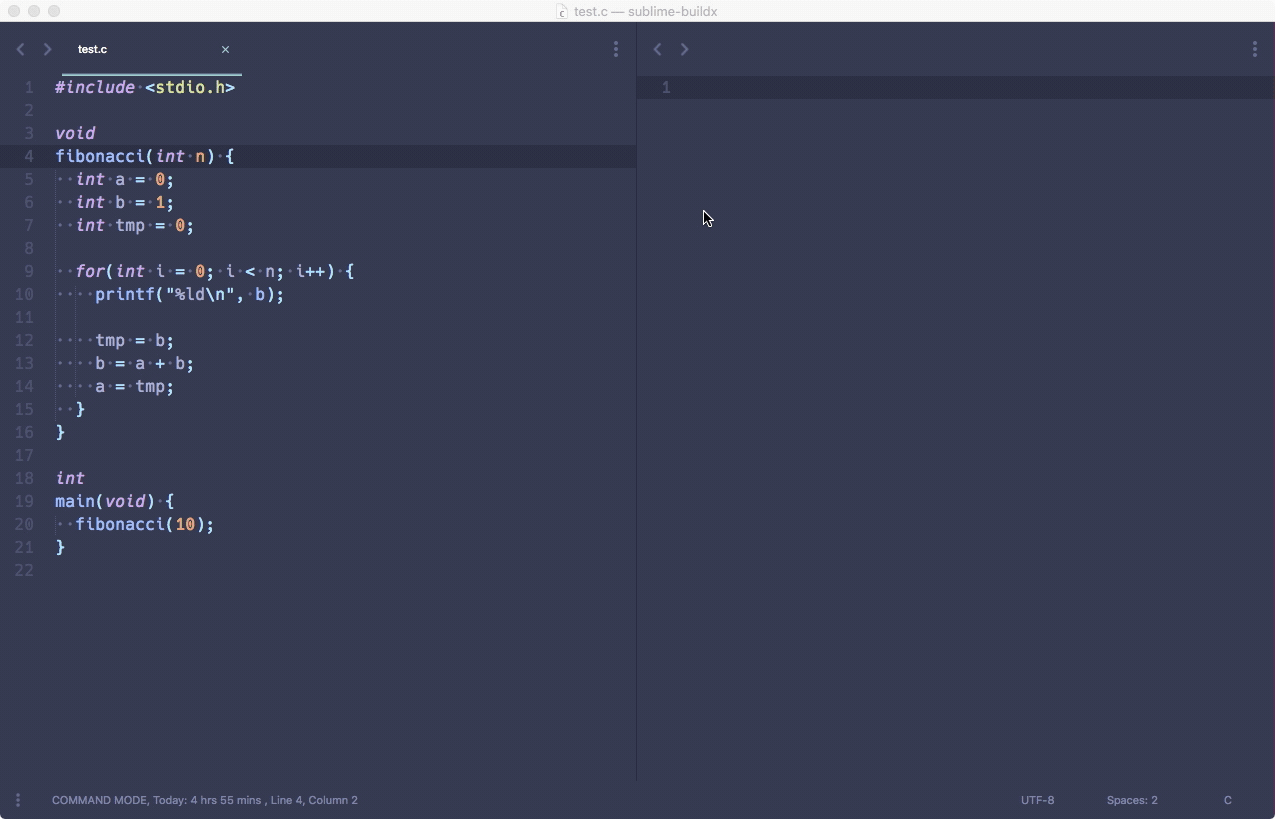 test.c — sublime-buildx
test.c
1 #include <stdio.h>
2
3 void
4 fibonacci(int n) {
5   int a = 0;
6   int b = 1;
7   int tmp = 0;
8
9   for(int i = 0; i < n; i++) {
10     printf("%ld\n", b);
11
12     tmp = b;
13     b = a + b;
14     a = tmp;
15   }
16 }
17
18 int
19 main(void) {
20   fibonacci(10);
21 }
22
1
COMMAND MODE, Today: 4 hrs 55 mins , Line 4, Column 2
UTF-8
Spaces: 2
C